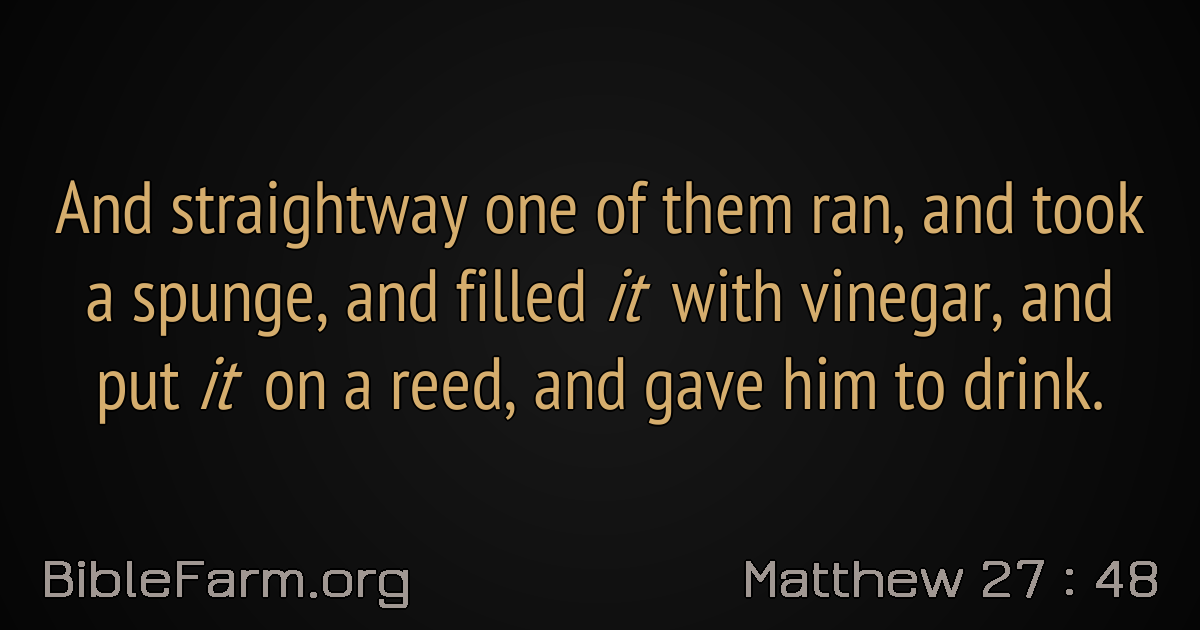 And straightway one of them ran, and took
a spunge, and filled it with vinegar, and
put it on a reed, and gave him to drink.
BibleFarm.org
Matthew 27 : 48